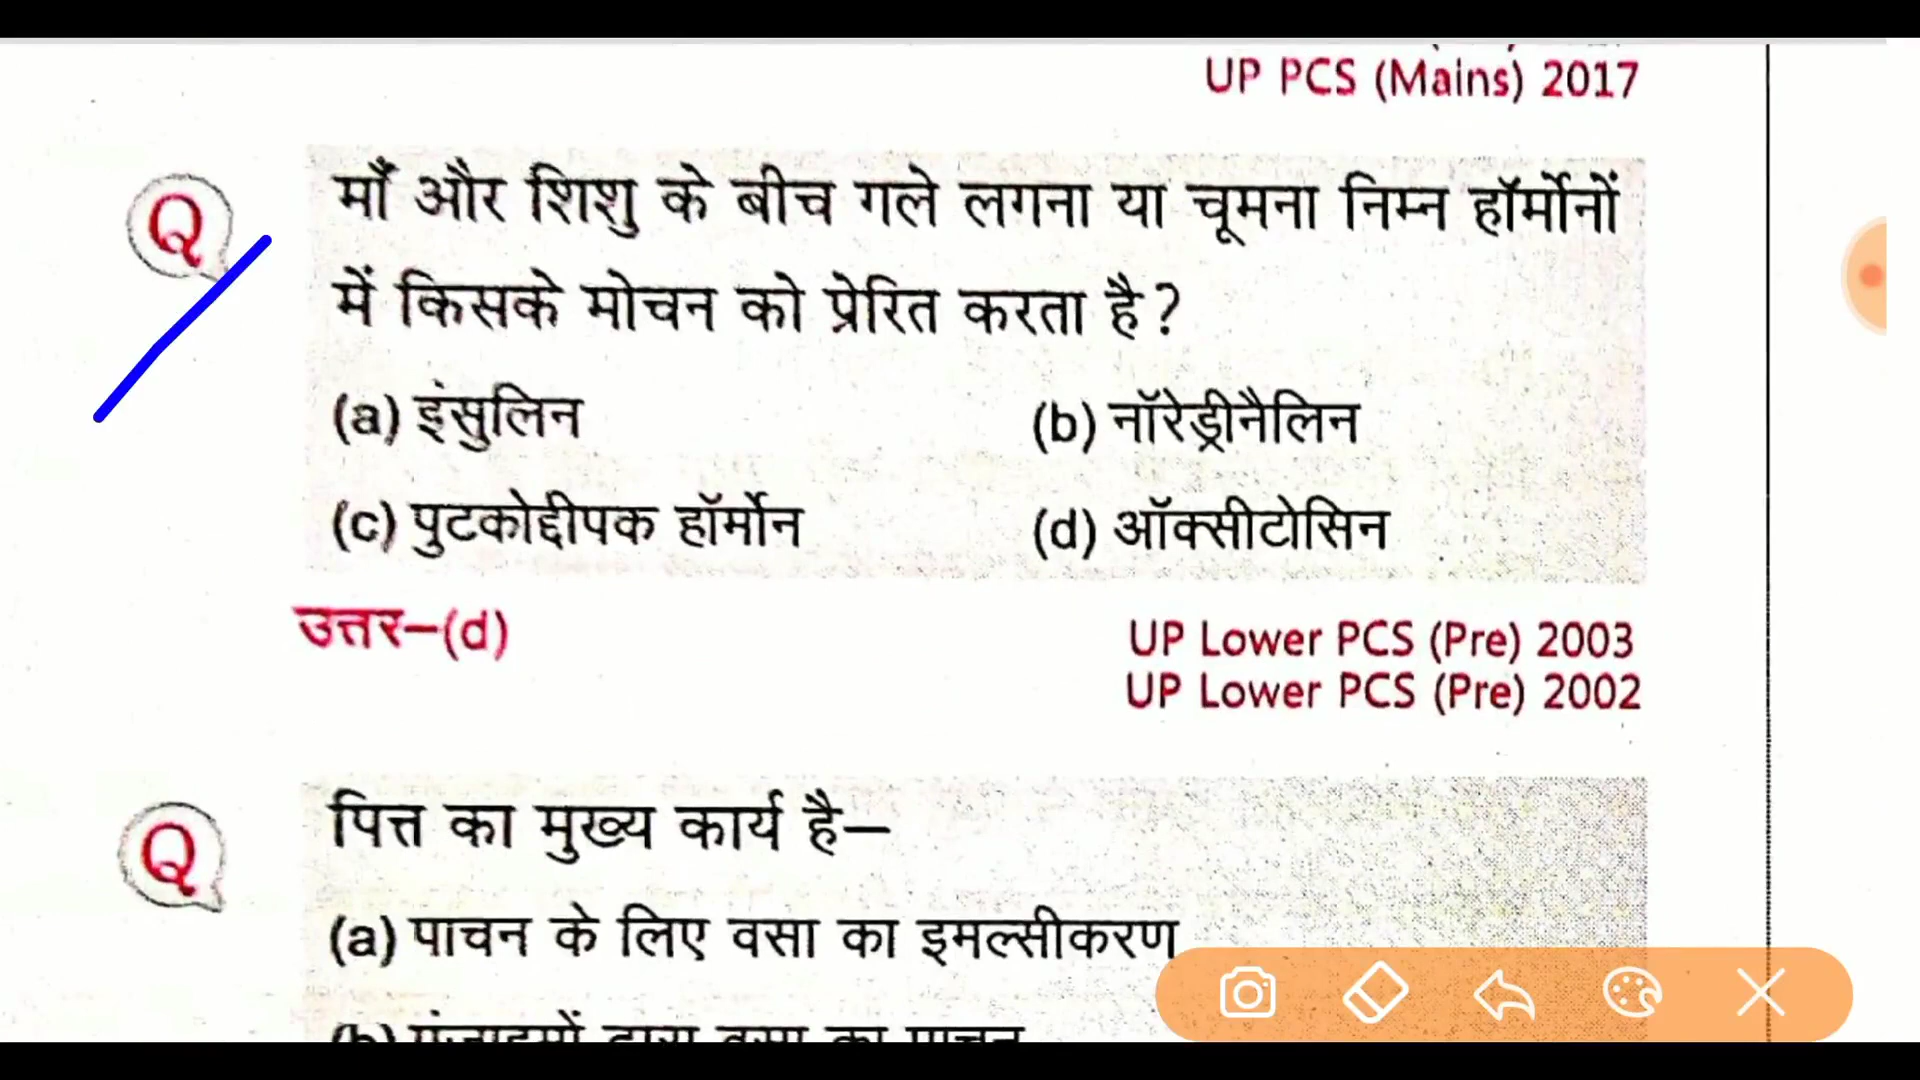 UP PCS (Mains) 2017
Q
माँ और शिशु के बीच गले लगना या चूमना निम्न हॉर्मोनों
में किसके मोचन को प्रेरित करता है?
(a) इंसुलिन (b) नॉरेड्रीनैलिन
(c) पुटकोद्दीपक हॉर्मोन (d) ऑक्सीटोसिन
उत्तर–(d) UP Lower PCS (Pre) 2003
UP Lower PCS (Pre) 2002
Q
पित्त का मुख्य कार्य है–
(a) पाचन के लिए वसा का इमल्सीकरण